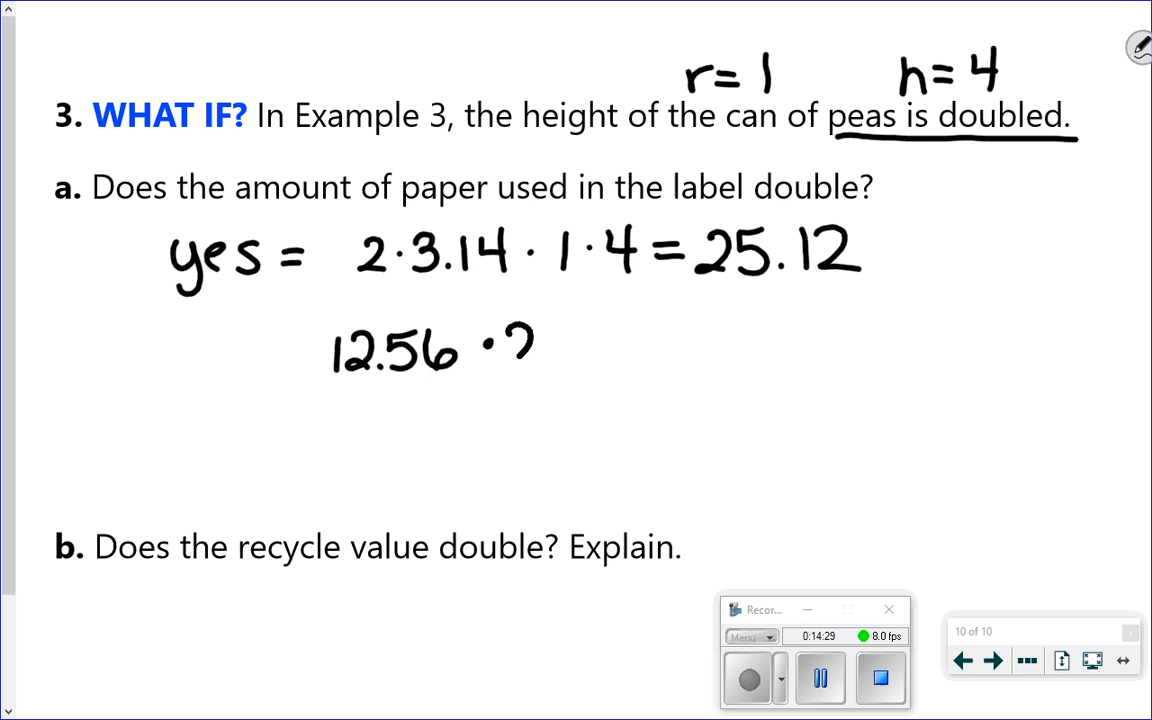 r = 1 h = 4
3. WHAT IF? In Example 3, the height of the can of peas is doubled.
a. Does the amount of paper used in the label double?
yes = 2 · 3.14 · 1 · 4 = 25.12
12.56 · 2
b. Does the recycle value double? Explain.
Recor...
Menu 0:14:29 8.0 fps
10 of 10